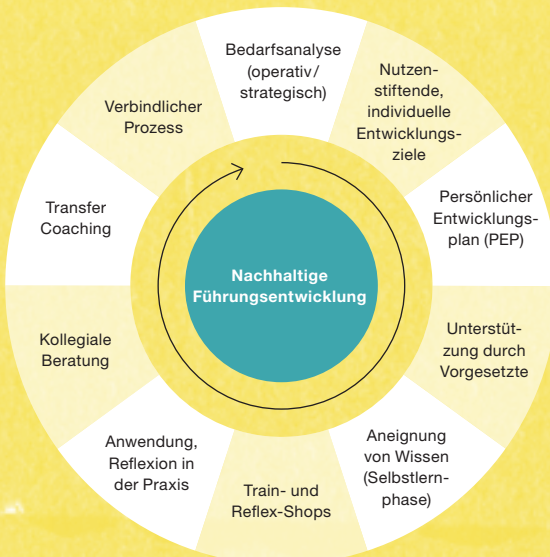 Bedarfsanalyse
(operativ/
strategisch)
Nutzen-
stiftende,
individuelle
Entwicklungs-
ziele
Persönlicher
Entwicklungs-
plan (PEP)
Unterstüt-
zung durch
Vorgesetzte
Aneignung
von Wissen
(Selbstlern-
phase)
Train- und
Reflex-Shops
Anwendung,
Reflexion in
der Praxis
Kollegiale
Beratung
Transfer
Coaching
Verbindlicher
Prozess
Nachhaltige
Führungsentwicklung